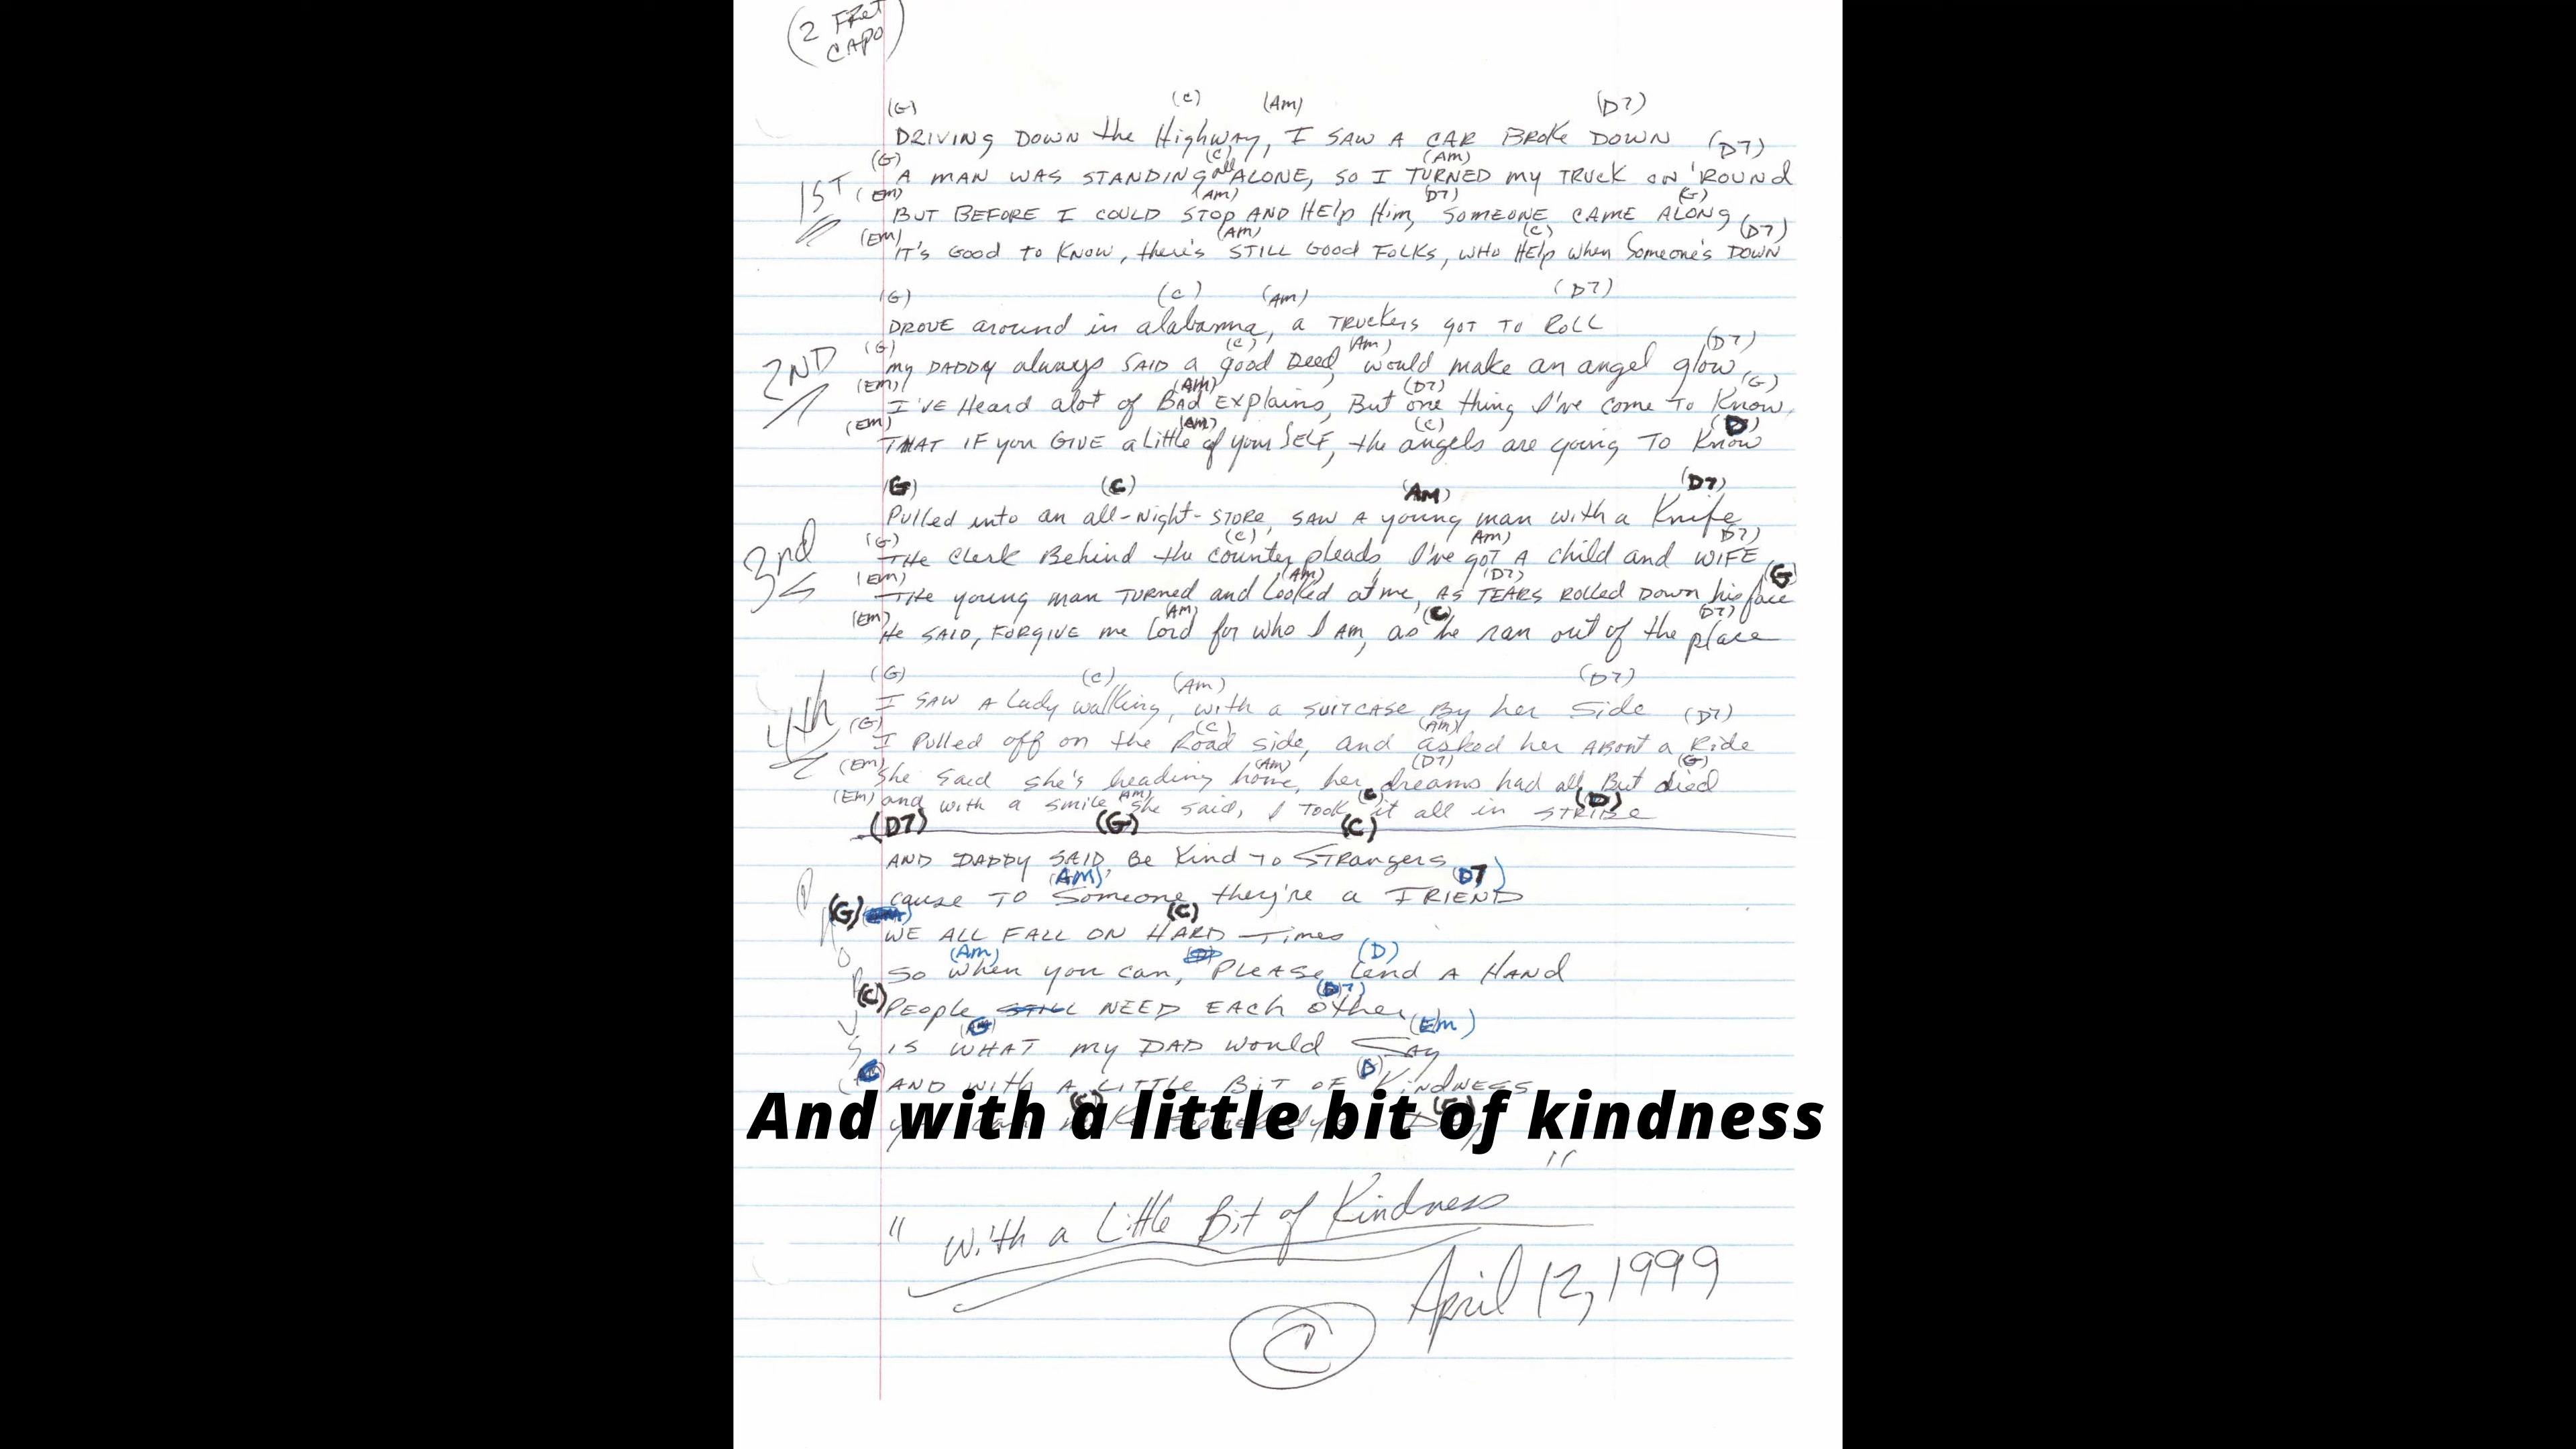 (2 FRET
CAPO)
(G) (C) (Am) (D7)
DRIVING DOWN the Highway, I SAW A CAR BROKE DOWN
(G) (C) (Am) (D7)
A MAN WAS STANDING all ALONE, SO I TURNED my TRUCK ON 'ROUND
1ST
(Em) (Am) (D7) (G)
BUT BEFORE I COULD STOP AND HELP Him, SOMEONE CAME ALONG
(Em) (Am) (C) (D7)
IT'S GOOD TO KNOW, there's STILL GOOD FOLKS, WHO HELP when Someone's DOWN
(G) (C) (Am) (D7)
DROVE around in alabama, a TRUCKERS GOT TO ROLL
2ND
(G) (C) (Am) (D7)
my DADDY always SAID a good Deed, would make an angel glow,
(Em) (AM) (D7) (G)
I'VE Heard alot of BAD EXplains, But one thing I've come To Know,
(Em) (Am) (C) (D)
THAT IF you GIVE a Little of your SELF, the angels are going TO Know
(G) (C) (AM) (D7)
Pulled into an all-Night-STORE, SAW A young man with a Knife,
3rd
(G) (C) (Am) (D7)
THE Clerk Behind the counter pleads, I've got A child and WIFE
(Em) (Am) (D7) (G)
THE young man TURNED and Looked at me, AS TEARS ROLLED DOWN his face
(Em) (AM) (C) (D7)
He SAID, FORGIVE me Lord for who I AM, as he ran out of the place
(G) (C) (Am) (D7)
I SAW A Lady walking, with a SUITCASE By her Side
4th
(G) (C) (Am) (D7)
I Pulled off on the Road side, and asked her ABOUT a Ride
(Em) (Am) (D7) (G)
She Said she's heading home, her dreams had all But died
(Em) (AM) (C) (D)
and with a smile she said, I TOOK it all in STRIDE
(D7) (G) (C)
AND DADDY SAID, Be Kind TO STRangers
(AM) (D7)
cause TO Someone they're a FRIEND
(G) (C)
WE ALL FALL ON HARD Times
(Am) (D)
SO when you can, PLEASE Lend A HAND
(C) (D7)
PEOPLE STILL NEED EACH other
(G) (Em)
IS WHAT my DAD would SAY
(C) (D)
AND WITH A LITTLE BIT OF KINDNESS
And with a little bit of kindness
"With a Little Bit of Kindness"
April 12, 1999
©